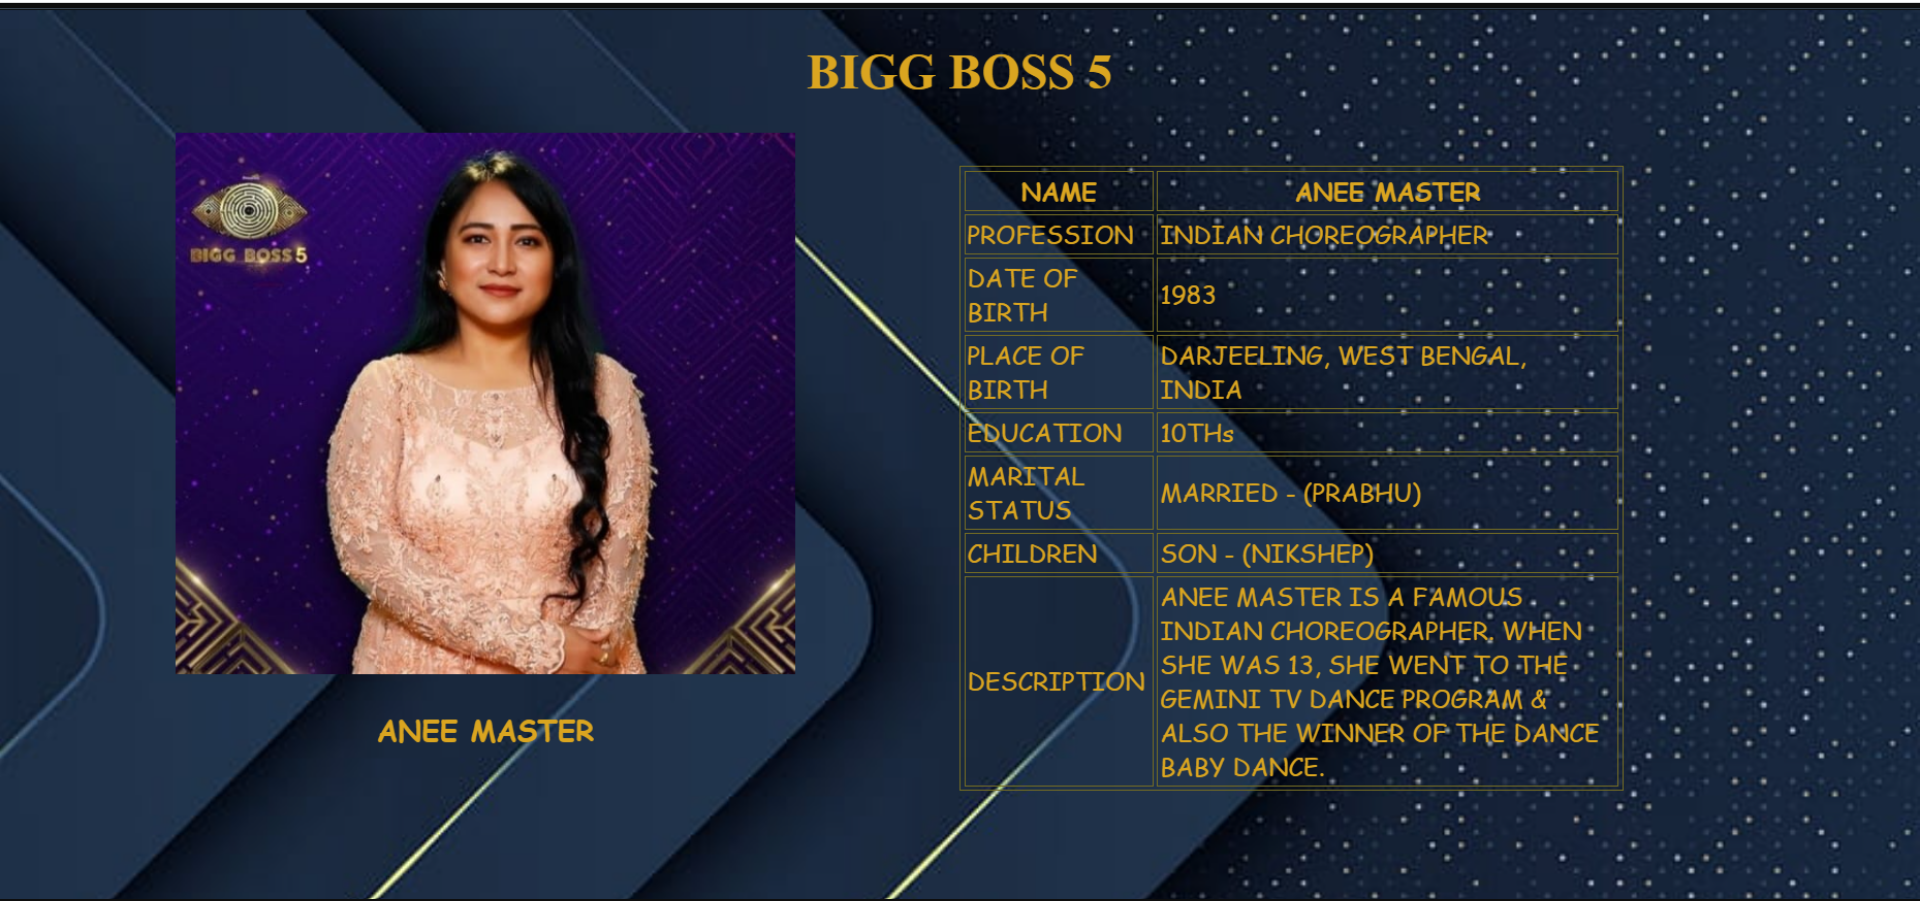 BIGG BOSS 5
BIGG BOSS 5
ANEE MASTER
NAME ANEE MASTER
PROFESSION INDIAN CHOREOGRAPHER
DATE OF
BIRTH
1983
PLACE OF
BIRTH
DARJEELING, WEST BENGAL,
INDIA
EDUCATION 10THs
MARITAL
STATUS
MARRIED - (PRABHU)
CHILDREN SON - (NIKSHEP)
DESCRIPTION
ANEE MASTER IS A FAMOUS
INDIAN CHOREOGRAPHER. WHEN
SHE WAS 13, SHE WENT TO THE
GEMINI TV DANCE PROGRAM &
ALSO THE WINNER OF THE DANCE
BABY DANCE.